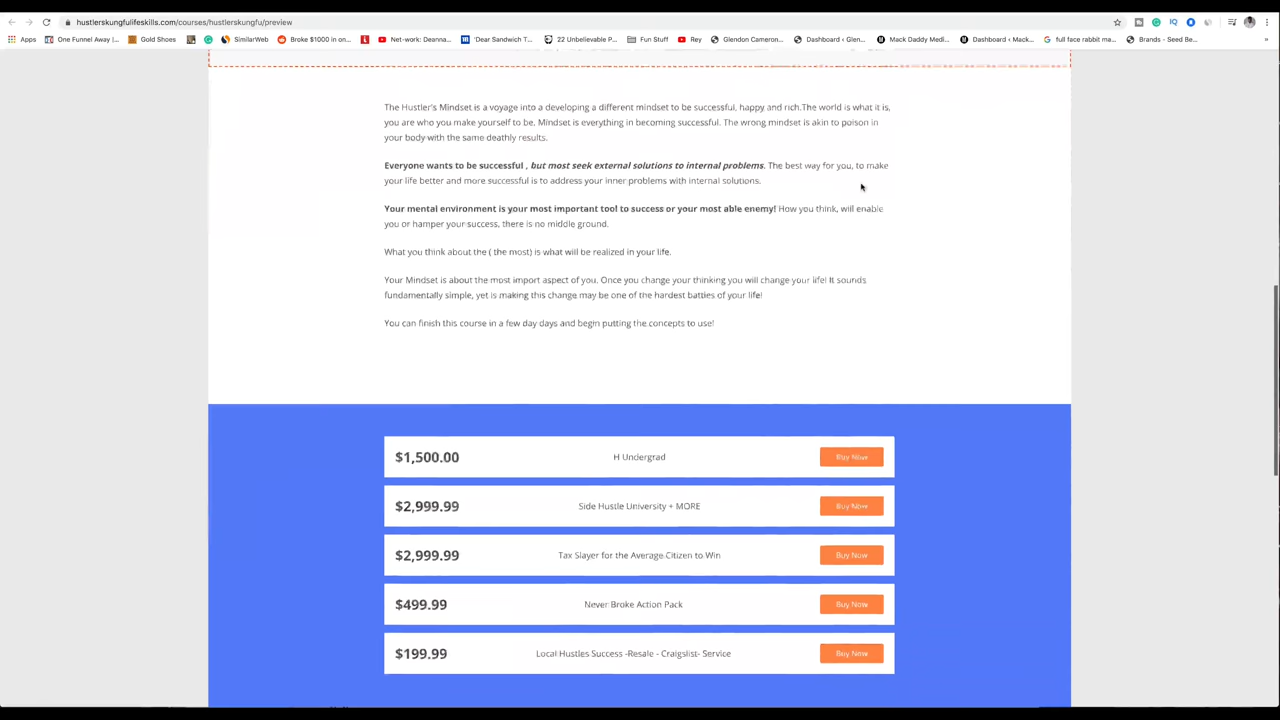 hustlerskungfulifeskills.com/courses/hustlerskungfu/preview
Apps One Funnel Away |... Gold Shoes SimilarWeb Broke $1000 in on... Net-work: Deanna... 'Dear Sandwich T... 22 Unbelievable P... Fun Stuff Rey Glendon Cameron... Dashboard ‹ Glen... Mack Daddy Medi... Dashboard ‹ Mack... full face rabbit ma... Brands - Seed Be... »
The Hustler's Mindset is a voyage into a developing a different mindset to be successful, happy and rich.The world is what it is,
you are who you make yourself to be. Mindset is everything in becoming successful. The wrong mindset is akin to poison in
your body with the same deathly results.
Everyone wants to be successful , but most seek external solutions to internal problems. The best way for you, to make
your life better and more successful is to address your inner problems with internal solutions.
Your mental environment is your most important tool to success or your most able enemy! How you think, will enable
you or hamper your success, there is no middle ground.
What you think about the ( the most) is what will be realized in your life.
Your Mindset is about the most import aspect of you. Once you change your thinking you will change your life! It sounds
fundamentally simple, yet is making this change may be one of the hardest battles of your life!
You can finish this course in a few day days and begin putting the concepts to use!
$1,500.00 H Undergrad Buy Now
$2,999.99 Side Hustle University + MORE Buy Now
$2,999.99 Tax Slayer for the Average Citizen to Win Buy Now
$499.99 Never Broke Action Pack Buy Now
$199.99 Local Hustles Success -Resale - Craigslist- Service Buy Now